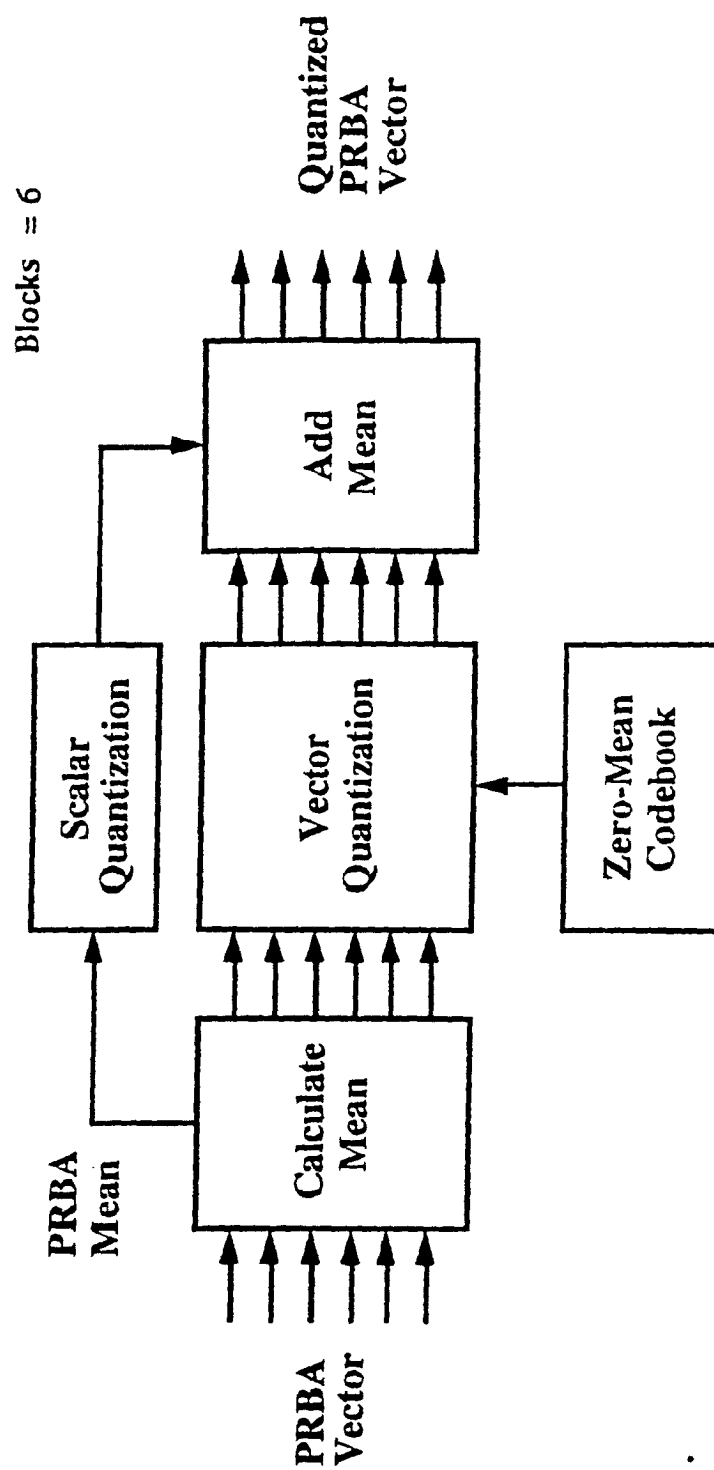 Blocks = 6
PRBA
Mean
Scalar
Quantization
PRBA
Vector
Calculate
Mean
Vector
Quantization
Add
Mean
Quantized
PRBA
Vector
Zero-Mean
Codebook